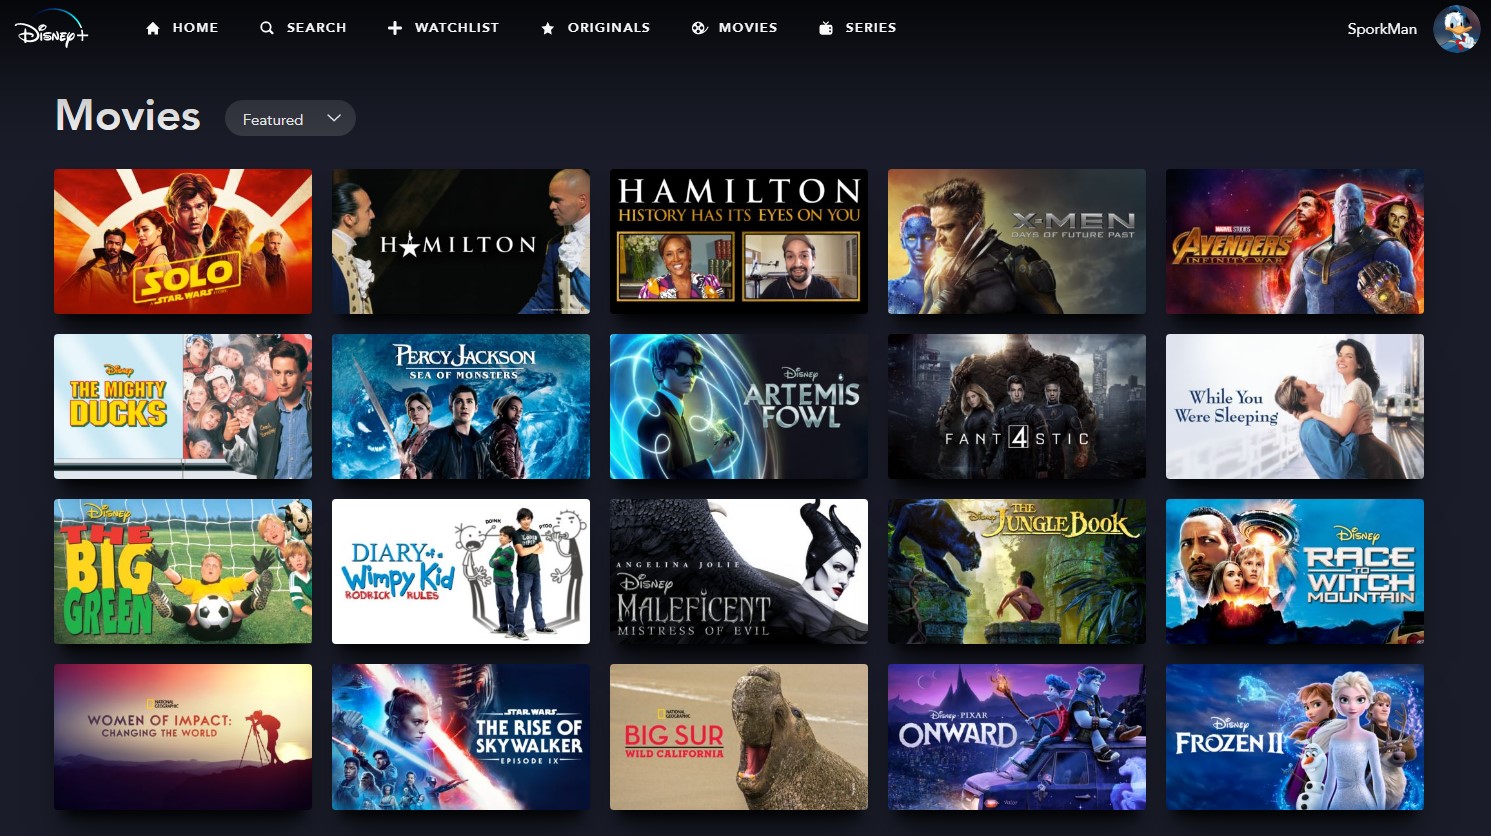 Disney+
HOME
SEARCH
WATCHLIST
ORIGINALS
MOVIES
SERIES
SporkMan
Movies
Featured
SOLO
A STAR WARS STORY
HAMILTON
HAMILTON
HISTORY HAS ITS EYES ON YOU
X-MEN
DAYS OF FUTURE PAST
MARVEL STUDIOS
AVENGERS
INFINITY WAR
Disney
THE MIGHTY
DUCKS
PERCY JACKSON
SEA OF MONSTERS
Disney
ARTEMIS
FOWL
FANT4STIC
While You
Were Sleeping
Disney
THE
BIG
GREEN
DIARY of a
Wimpy Kid
RODRICK RULES
DOINK
ANGELINA JOLIE
Disney
MALEFICENT
MISTRESS OF EVIL
Disney
THE
JUNGLE BOOK
Disney
RACE
TO
WITCH
MOUNTAIN
NATIONAL
GEOGRAPHIC
WOMEN OF IMPACT:
CHANGING THE WORLD
STAR WARS
THE RISE OF
SKYWALKER
EPISODE IX
NATIONAL
GEOGRAPHIC
BIG SUR
WILD CALIFORNIA
Disney · PIXAR
ONWARD
Disney
FROZEN II